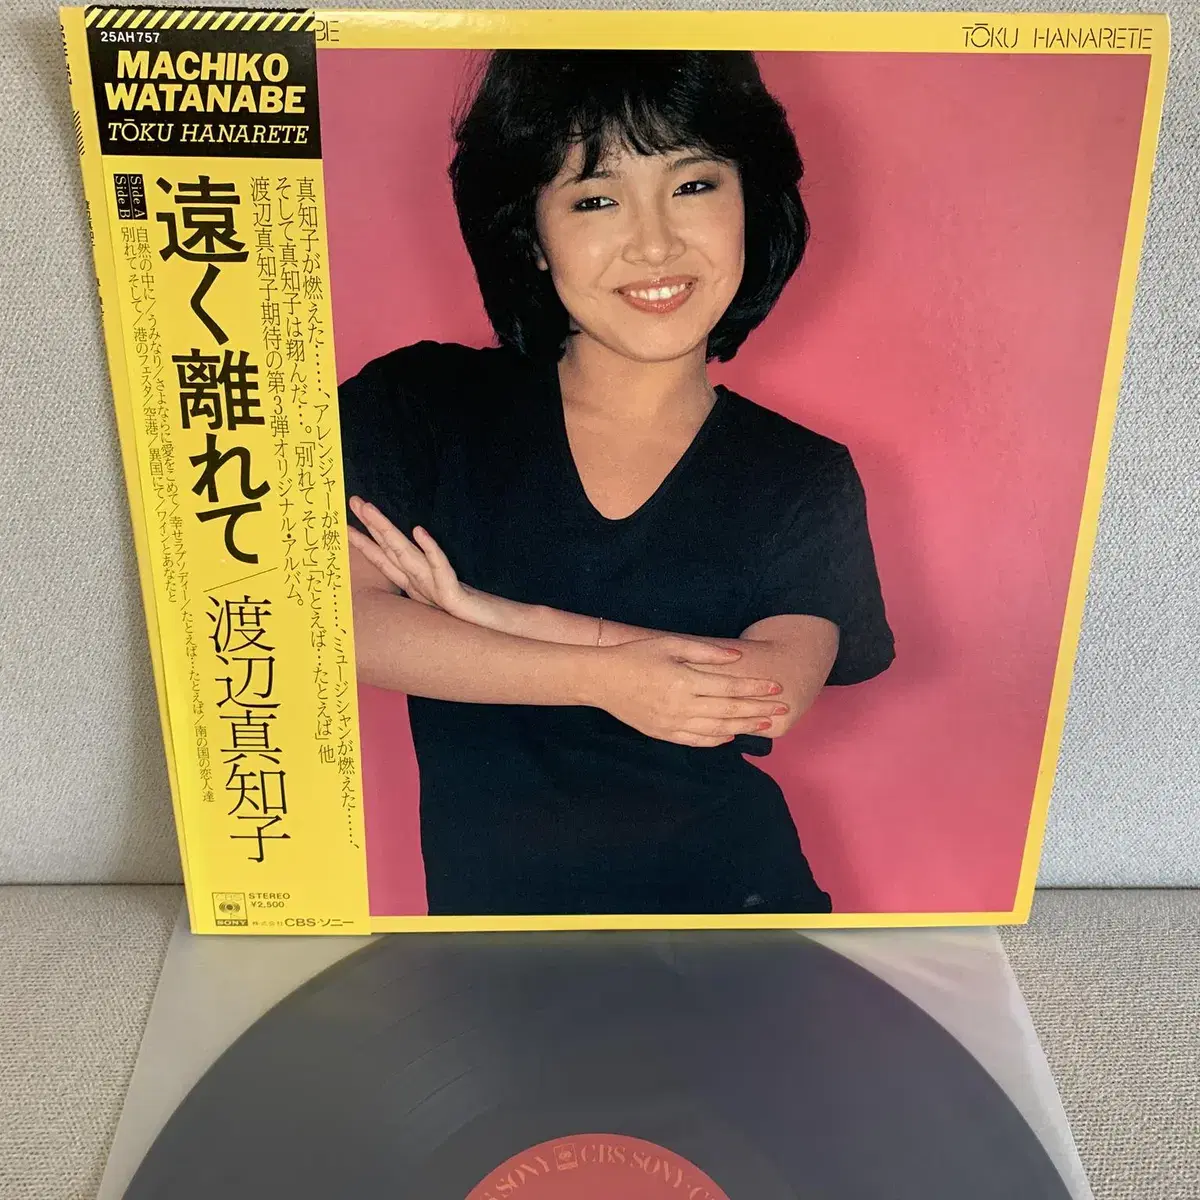 25AH757
MACHIKO
WATANABE
TŌKU HANARETE
BE
TŌKU HANARETE
真知子が燃えた……、アレンジャーが燃えた……、ミュージシャンが燃えた……、
そして真知子は翔んだ…。「別れて そして」「たとえば…たとえば」他
渡辺真知子期待の第3弾オリジナル・アルバム。
遠く離れて/渡辺真知子
Side A 自然の中に/うみなり/さよならに愛をこめて/幸せラプソディー/たとえば…たとえば/南の国の恋人達
Side B 別れて そして/港のフェスタ/空港/異国にて/ワインとあなたと
CBS
SONY
STEREO
¥2,500
株式会社 CBS・ソニー
SONY CBS SONY